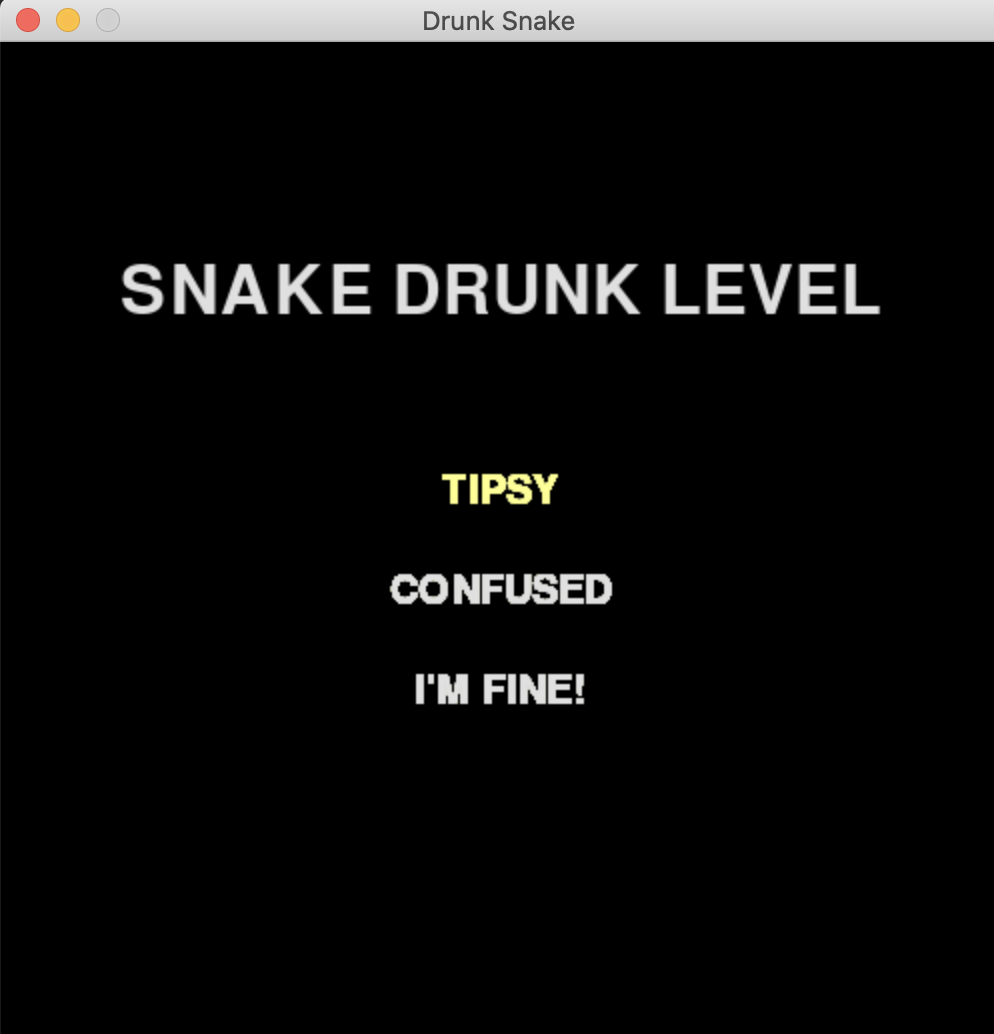 Drunk Snake
SNAKE DRUNK LEVEL
TIPSY
CONFUSED
I'M FINE!